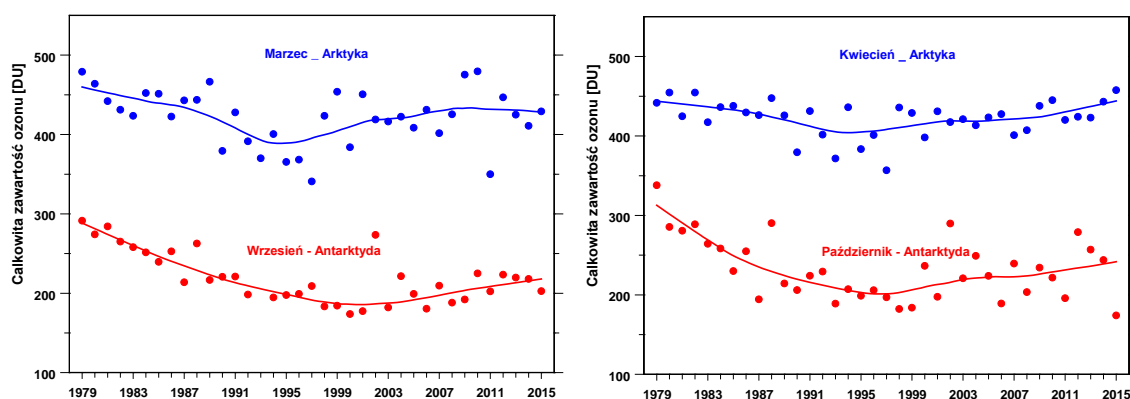 Całkowita zawartość ozonu [DU]
500
400
300
200
100
Marzec _ Arktyka
Wrzesień - Antarktyda
1979 1983 1987 1991 1995 1999 2003 2007 2011 2015
Całkowita zawartość ozonu [DU]
500
400
300
200
100
Kwiecień _ Arktyka
Październik - Antarktyda
1979 1983 1987 1991 1995 1999 2003 2007 2011 2015